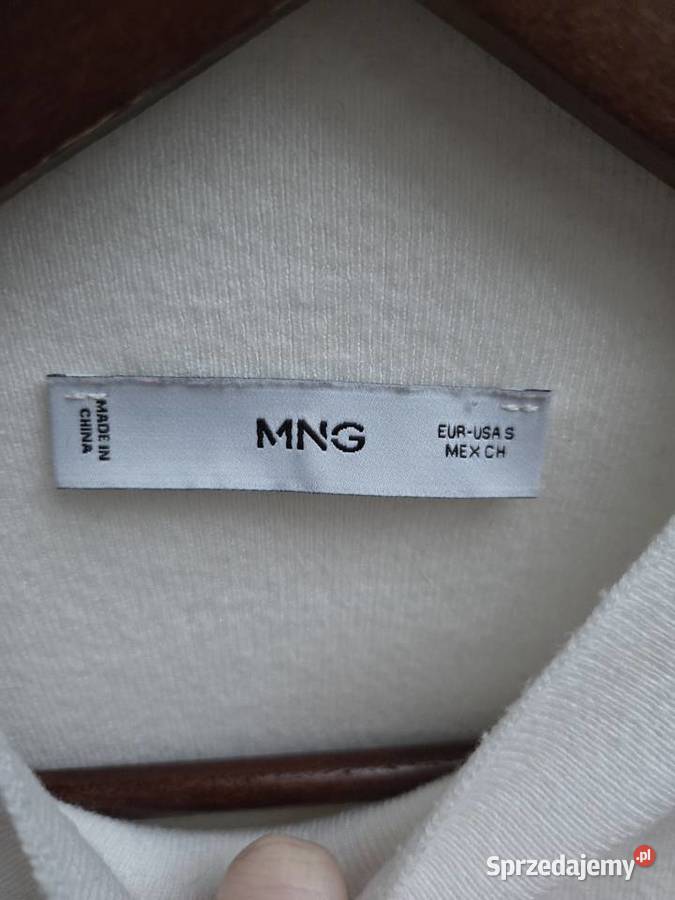 MADE IN
CHINA
MNG
EUR-USA S
MEX CH
Sprzedajemy.pl